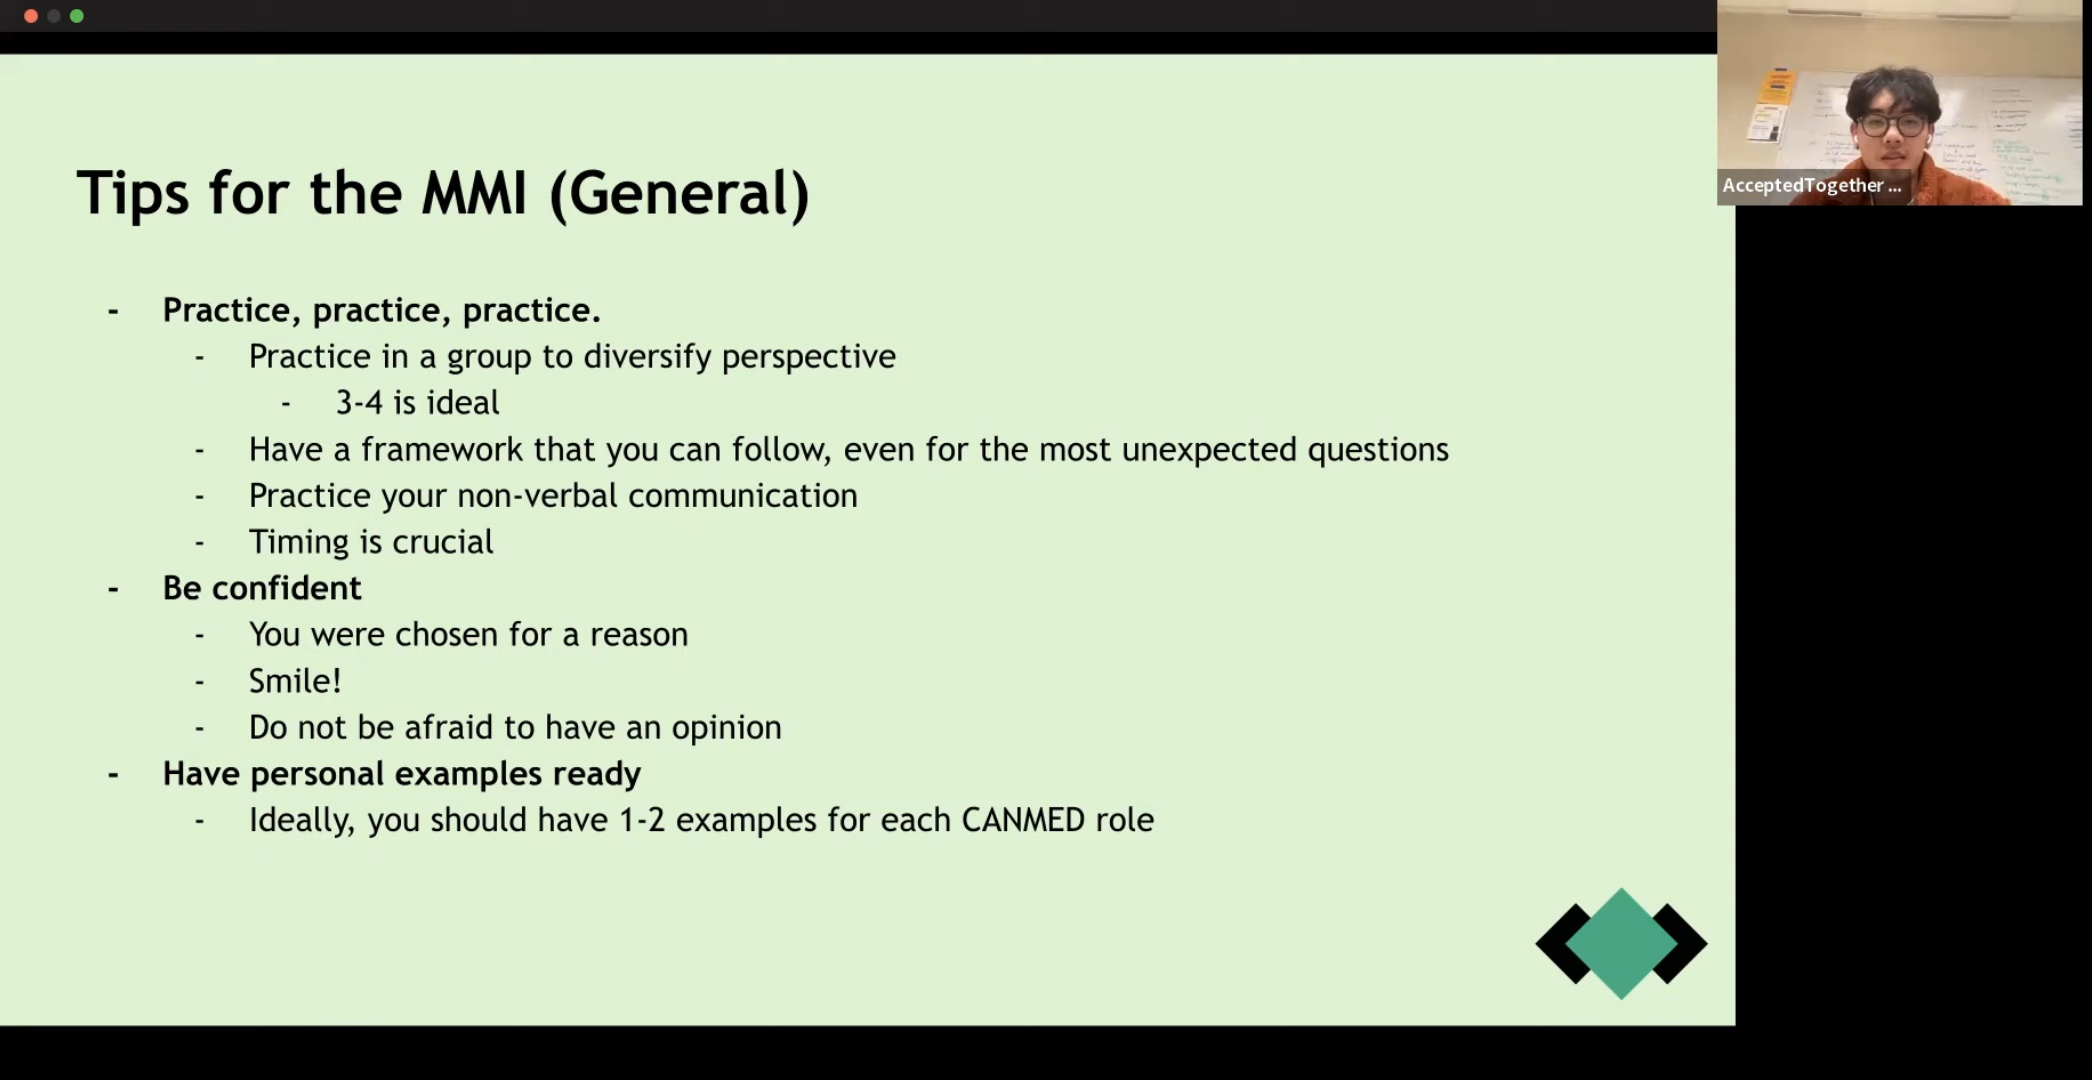 Tips for the MMI (General)
- Practice, practice, practice.
- Practice in a group to diversify perspective
- 3-4 is ideal
- Have a framework that you can follow, even for the most unexpected questions
- Practice your non-verbal communication
- Timing is crucial
- Be confident
- You were chosen for a reason
- Smile!
- Do not be afraid to have an opinion
- Have personal examples ready
- Ideally, you should have 1-2 examples for each CANMED role
AcceptedTogether ...